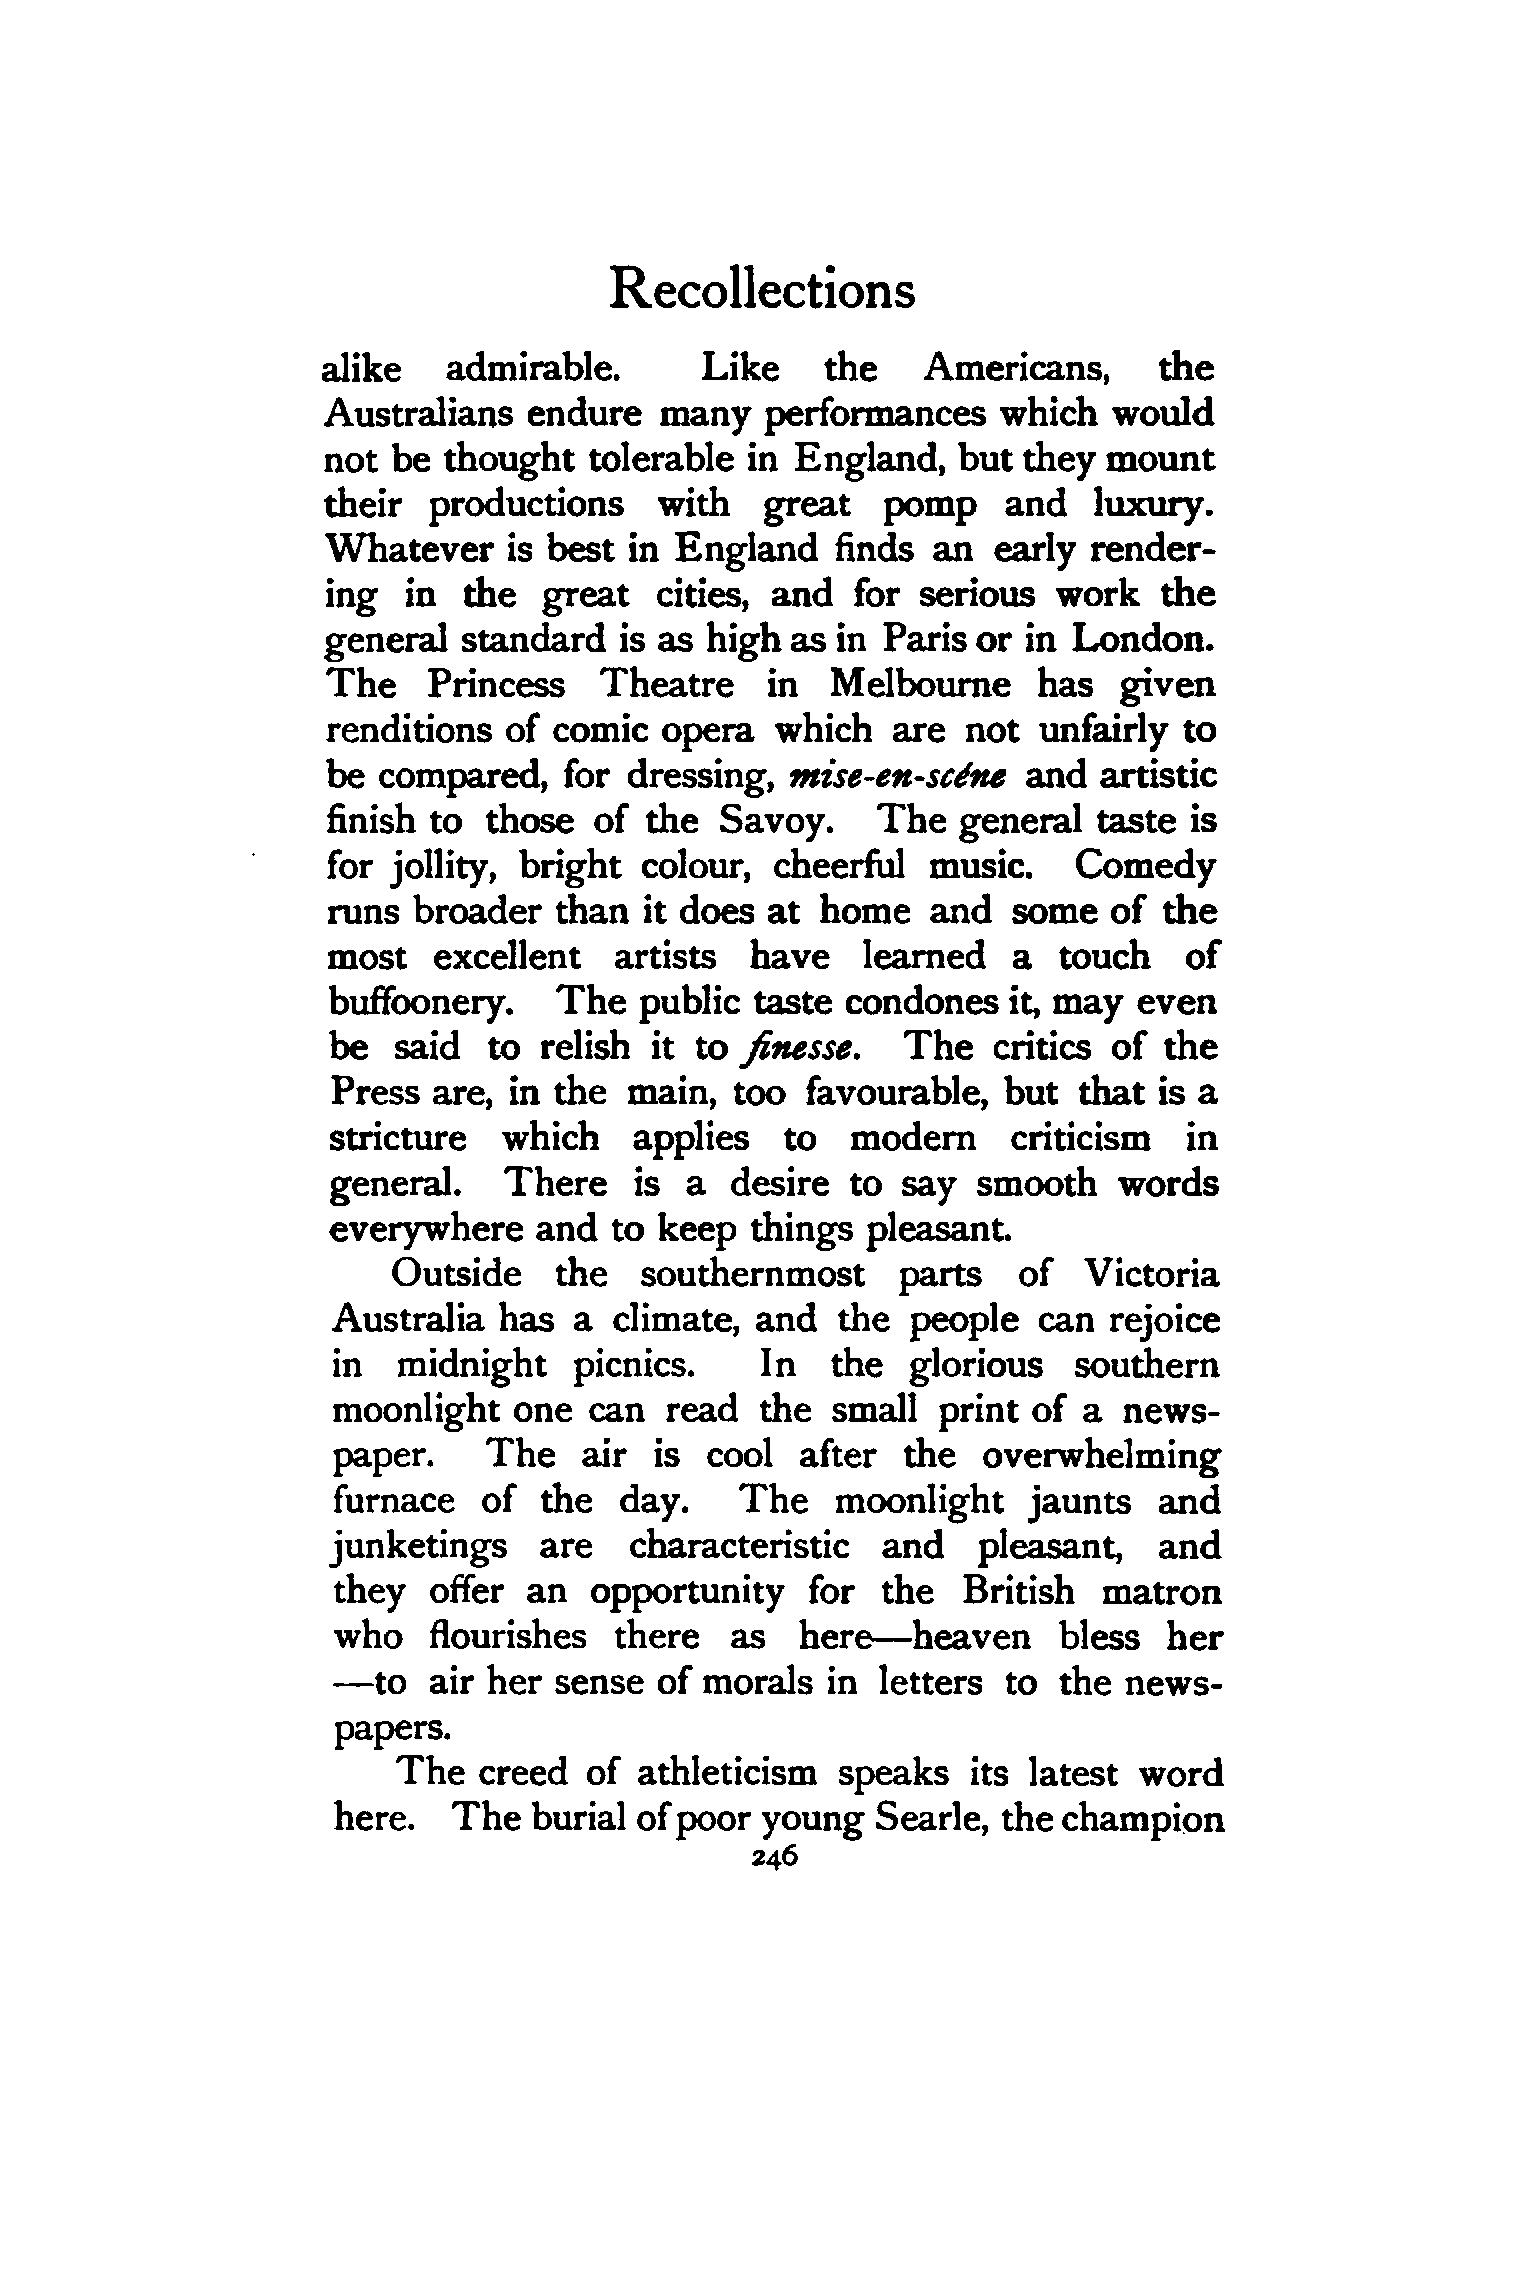 Recollections
alike admirable. Like the Americans, the
Australians endure many performances which would
not be thought tolerable in England, but they mount
their productions with great pomp and luxury.
Whatever is best in England finds an early render-
ing in the great cities, and for serious work the
general standard is as high as in Paris or in London.
The Princess Theatre in Melbourne has given
renditions of comic opera which are not unfairly to
be compared, for dressing, mise-en-scéne and artistic
finish to those of the Savoy. The general taste is
for jollity, bright colour, cheerful music. Comedy
runs broader than it does at home and some of the
most excellent artists have learned a touch of
buffoonery. The public taste condones it, may even
be said to relish it to finesse. The critics of the
Press are, in the main, too favourable, but that is a
stricture which applies to modern criticism in
general. There is a desire to say smooth words
everywhere and to keep things pleasant.
Outside the southernmost parts of Victoria
Australia has a climate, and the people can rejoice
in midnight picnics. In the glorious southern
moonlight one can read the small print of a news-
paper. The air is cool after the overwhelming
furnace of the day. The moonlight jaunts and
junketings are characteristic and pleasant, and
they offer an opportunity for the British matron
who flourishes there as here—heaven bless her
—to air her sense of morals in letters to the news-
papers.
The creed of athleticism speaks its latest word
here. The burial of poor young Searle, the champion
246